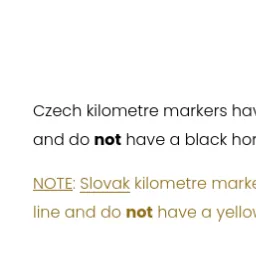 Czech kilometre markers
and do not have a black
NOTE: Slovak kilometre
line and do not have a